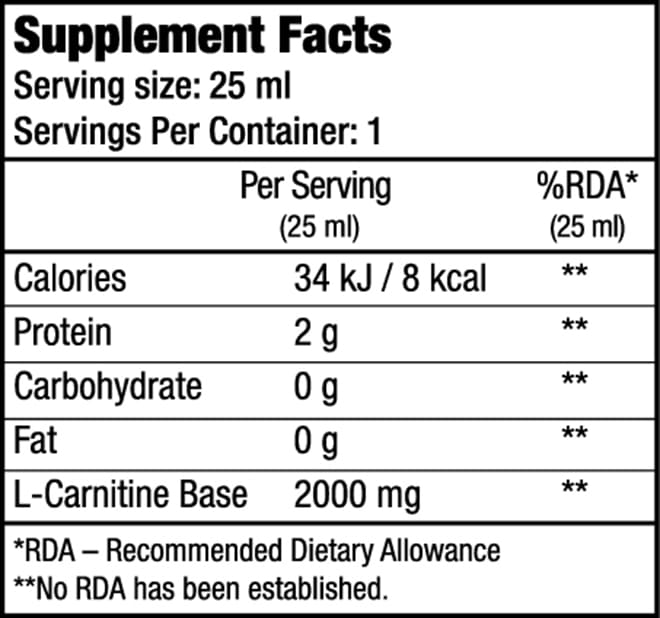 Supplement Facts
Serving size: 25 ml
Servings Per Container: 1
Per Serving %RDA*
(25 ml) (25 ml)
Calories 34 kJ / 8 kcal **
Protein 2 g **
Carbohydrate 0 g **
Fat 0 g **
L-Carnitine Base 2000 mg **
*RDA – Recommended Dietary Allowance
**No RDA has been established.